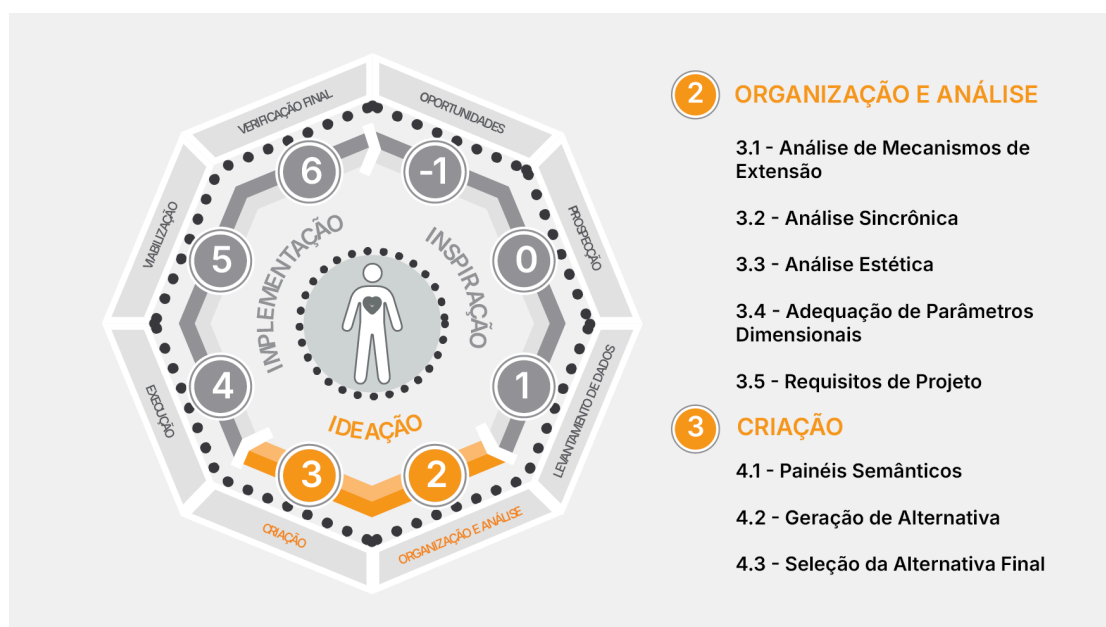 VERIFICAÇÃO FINAL
OPORTUNIDADES
6
-1
VIABILIZAÇÃO
PROSPECÇÃO
5
0
IMPLEMENTAÇÃO
INSPIRAÇÃO
4
1
EXECUÇÃO
LEVANTAMENTO DE DADOS
IDEAÇÃO
3
2
CRIAÇÃO
ORGANIZAÇÃO E ANÁLISE
2 ORGANIZAÇÃO E ANÁLISE
3.1 - Análise de Mecanismos de
Extensão
3.2 - Análise Sincrônica
3.3 - Análise Estética
3.4 - Adequação de Parâmetros
Dimensionais
3.5 - Requisitos de Projeto
3 CRIAÇÃO
4.1 - Painéis Semânticos
4.2 - Geração de Alternativa
4.3 - Seleção da Alternativa Final